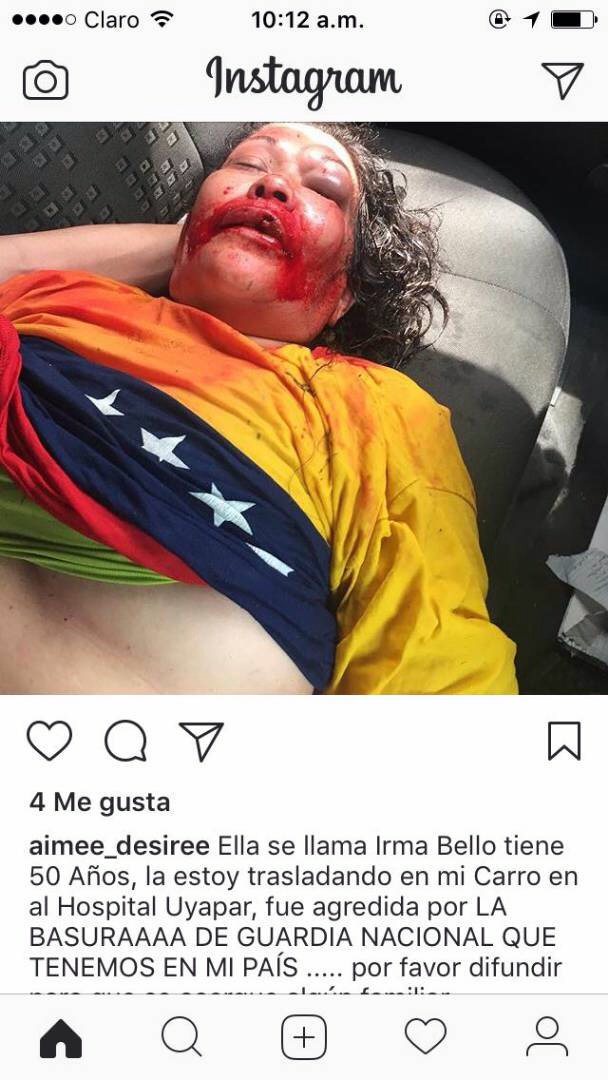 Claro
10:12 a.m.
Instagram
4 Me gusta
aimee_desiree Ella se llama Irma Bello tiene
50 Años, la estoy trasladando en mi Carro en
al Hospital Uyapar, fue agredida por LA
BASURAAAA DE GUARDIA NACIONAL QUE
TENEMOS EN MI PAÍS ..... por favor difundir